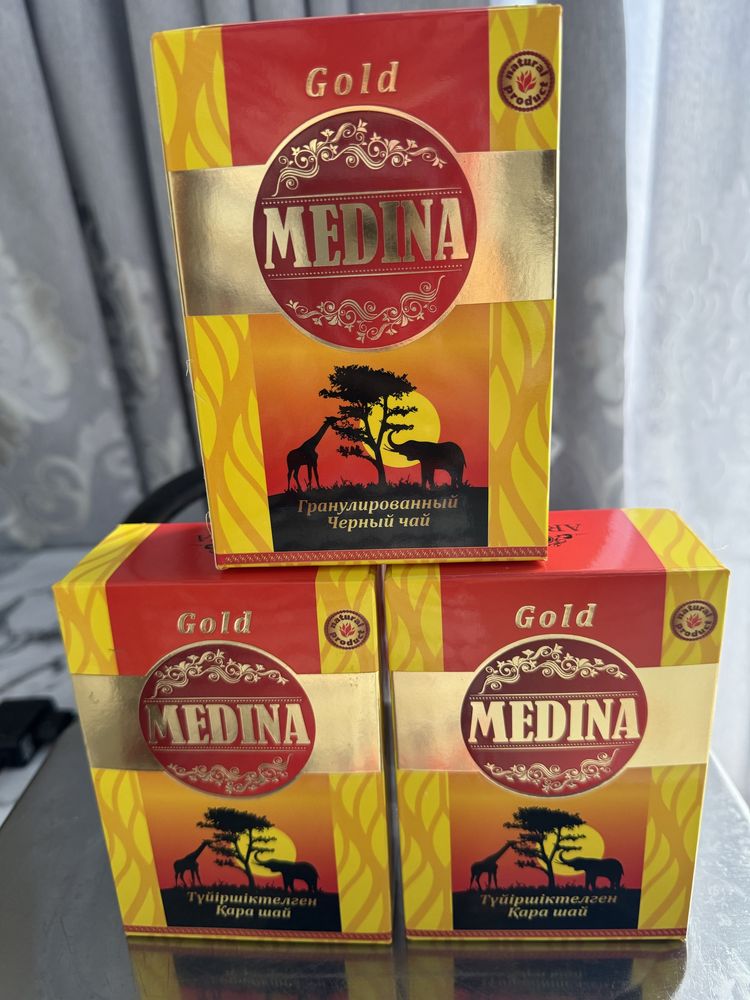 Gold
natural
product
MEDINA
Гранулированный
Черный чай
Gold
natural
product
MEDINA
Түйіршіктелген
Қара шай
AR
Gold
natural
product
MEDINA
Түйіршіктелген
Қара шай